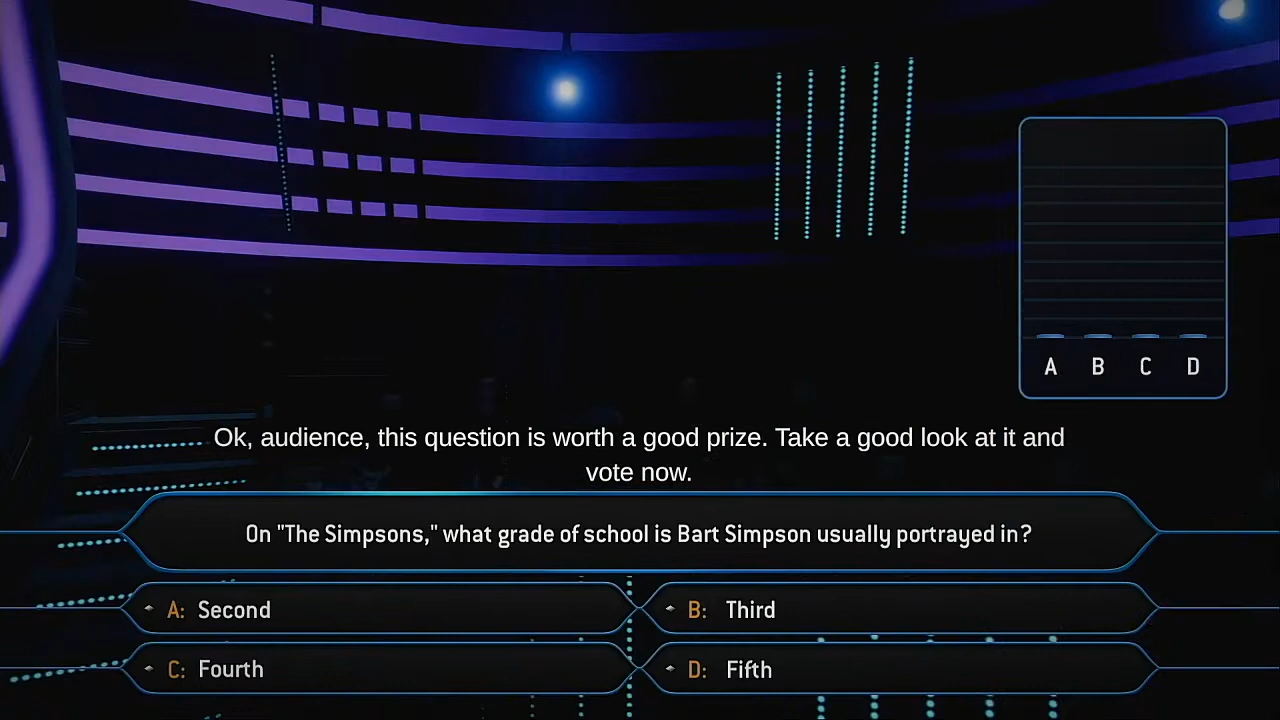 A B C D
Ok, audience, this question is worth a good prize. Take a good look at it and
vote now.
On "The Simpsons," what grade of school is Bart Simpson usually portrayed in?
A: Second
B: Third
C: Fourth
D: Fifth